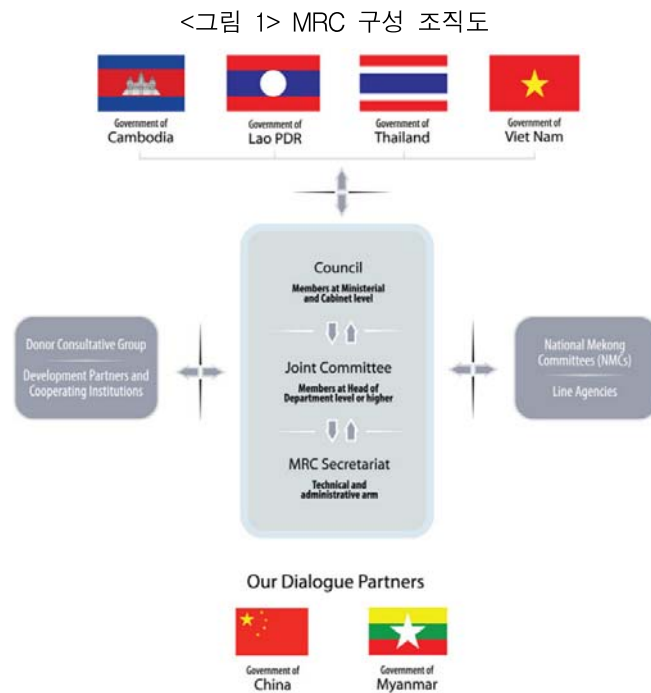 <그림 1> MRC 구성 조직도
Government of
Cambodia
Government of
Lao PDR
Government of
Thailand
Government of
Viet Nam
Council
Members at Ministerial
and Cabinet level
Donor Consultative Group
Development Partners and
Cooperating Institutions
Joint Committee
Members at Head of
Department level or higher
National Mekong
Committees (NMCs)
Line Agencies
MRC Secretariat
Technical and
administrative arm
Our Dialogue Partners
Government of
China
Government of
Myanmar